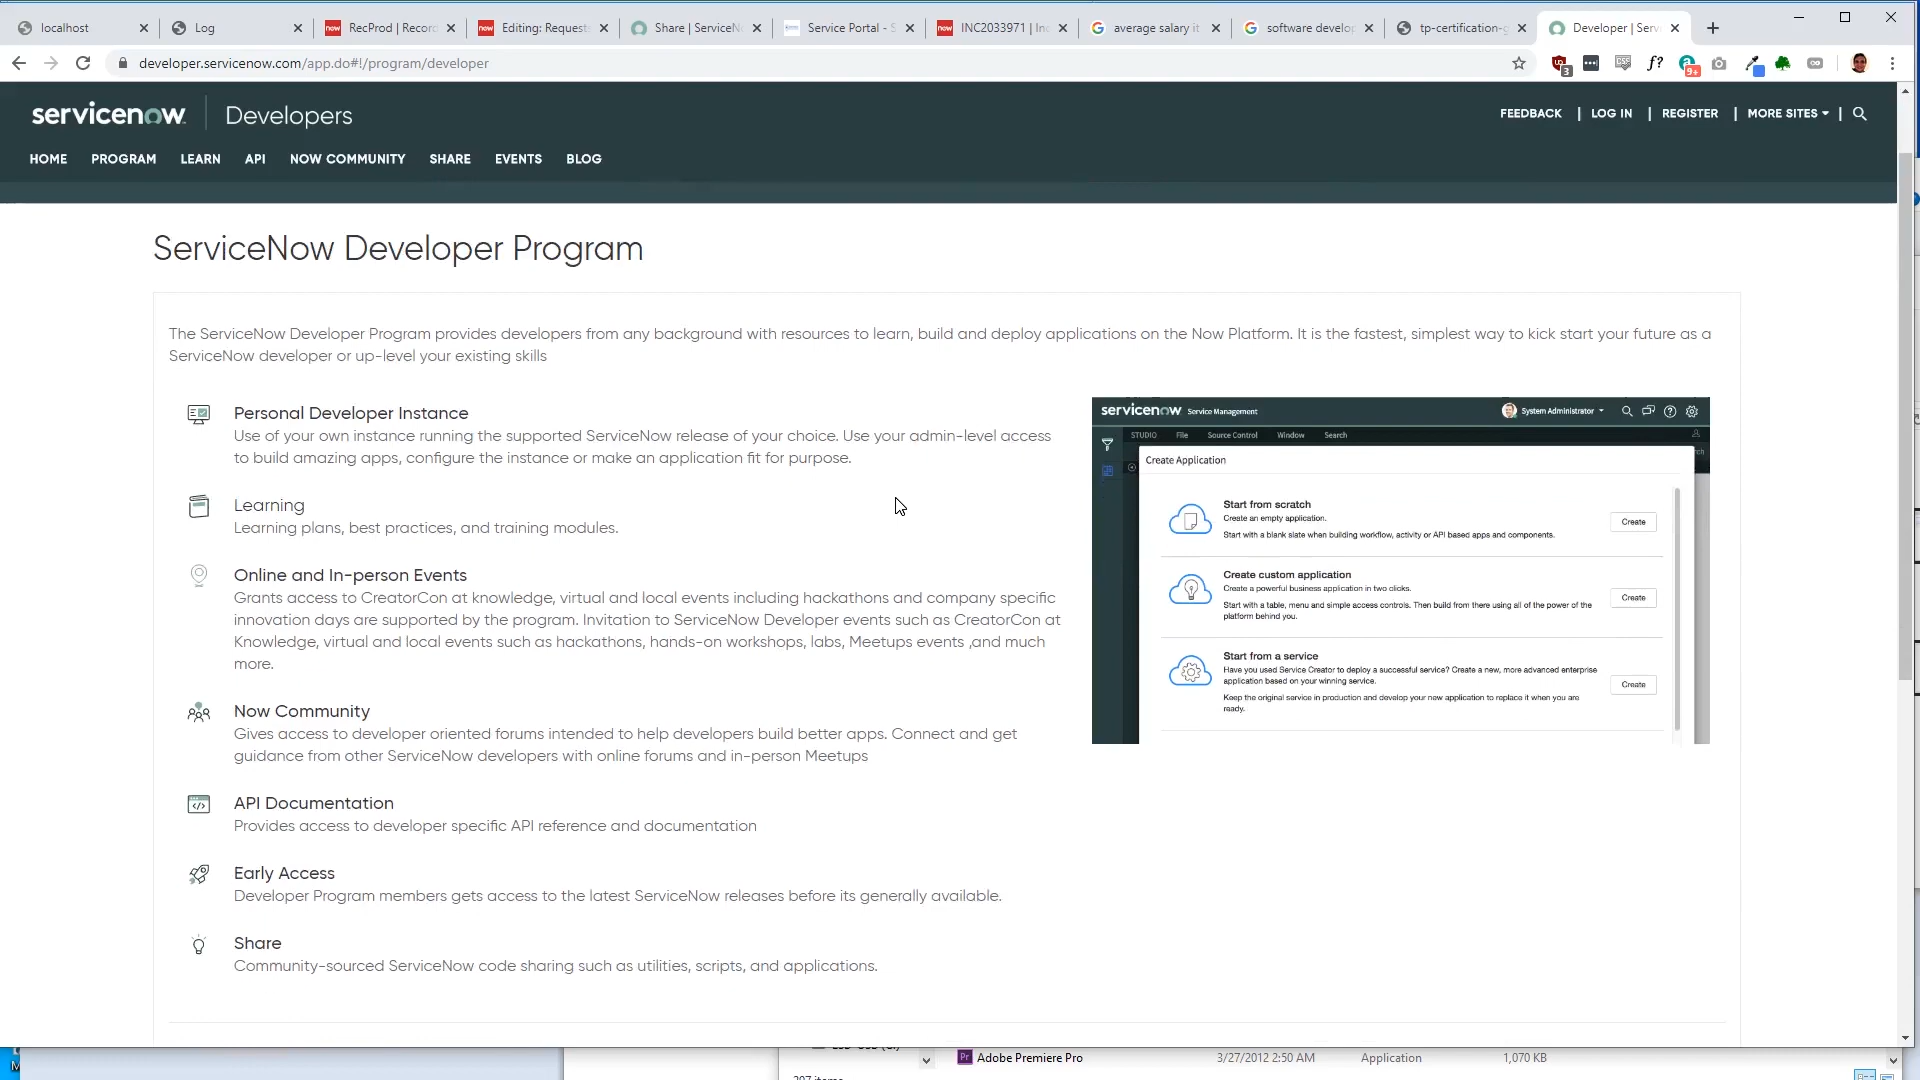 localhost
Log
RecProd | Record
Editing: Request
Share | ServiceN
Service Portal - S
INC2033971 | In
average salary it
software develop
tp-certification-g
Developer | Serv
developer.servicenow.com/app.do#!/program/developer
3
CSP
f?
9+
servicenow
Developers
FEEDBACK | LOG IN | REGISTER | MORE SITES |
HOME PROGRAM LEARN API NOW COMMUNITY SHARE EVENTS BLOG
ServiceNow Developer Program
The ServiceNow Developer Program provides developers from any background with resources to learn, build and deploy applications on the Now Platform. It is the fastest, simplest way to kick start your future as a
ServiceNow developer or up-level your existing skills
Personal Developer Instance
Use of your own instance running the supported ServiceNow release of your choice. Use your admin-level access
to build amazing apps, configure the instance or make an application fit for purpose.
Learning
Learning plans, best practices, and training modules.
Online and In-person Events
Grants access to CreatorCon at knowledge, virtual and local events including hackathons and company specific
innovation days are supported by the program. Invitation to ServiceNow Developer events such as CreatorCon at
Knowledge, virtual and local events such as hackathons, hands-on workshops, labs, Meetups events ,and much
more.
Now Community
Gives access to developer oriented forums intended to help developers build better apps. Connect and get
guidance from other ServiceNow developers with online forums and in-person Meetups
API Documentation
Provides access to developer specific API reference and documentation
Early Access
Developer Program members gets access to the latest ServiceNow releases before its generally available.
Share
Community-sourced ServiceNow code sharing such as utilities, scripts, and applications.
servicenow Service Management
System Administrator
STUDIO File Source Control Window Search
Create Application
Start from scratch
Create an empty application.
Start with a blank slate when building workflow, activity or API based apps and components.
Create
Create custom application
Create a powerful business application in two clicks.
Start with a table, menu and simple access controls. Then build from there using all of the power of the
platform behind you.
Create
Start from a service
Have you used Service Creator to deploy a successful service? Create a new, more advanced enterprise
application based on your winning service.
Keep the original service in production and develop your new application to replace it when you are
ready.
Create
Pr Adobe Premiere Pro 3/27/2012 2:50 AM Application 1,070 KB